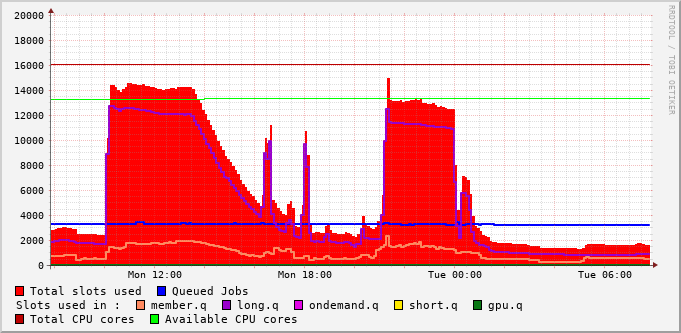 20000
18000
16000
14000
12000
10000
8000
6000
4000
2000
0
Mon 12:00 Mon 18:00 Tue 00:00 Tue 06:00
RRDTOOL / TOBI OETIKER
Total slots used Queued Jobs
Slots used in : member.q long.q ondemand.q short.q gpu.q
Total CPU cores Available CPU cores